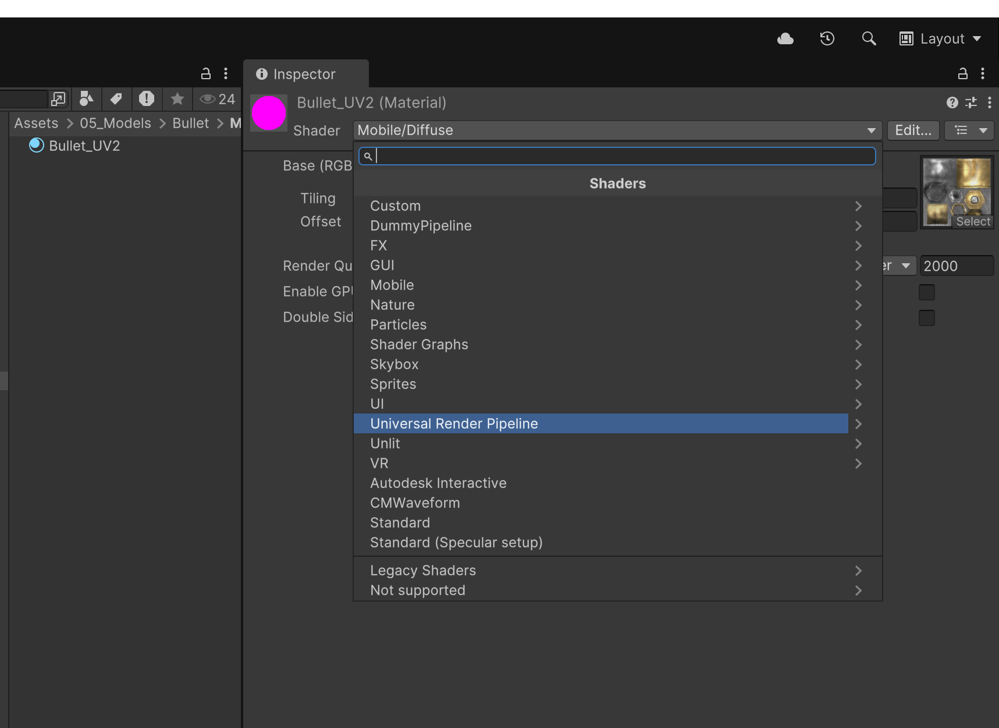 Layout
Inspector
24
Bullet_UV2 (Material)
Assets > 05_Models > Bullet > M
Shader
Mobile/Diffuse
Edit...
Bullet_UV2
Base (RGB
Shaders
Tiling
Custom
Offset
DummyPipeline
Select
FX
Render Qu
GUI
er
2000
Mobile
Enable GPU
Nature
Double Sid
Particles
Shader Graphs
Skybox
Sprites
UI
Universal Render Pipeline
Unlit
VR
Autodesk Interactive
CMWaveform
Standard
Standard (Specular setup)
Legacy Shaders
Not supported